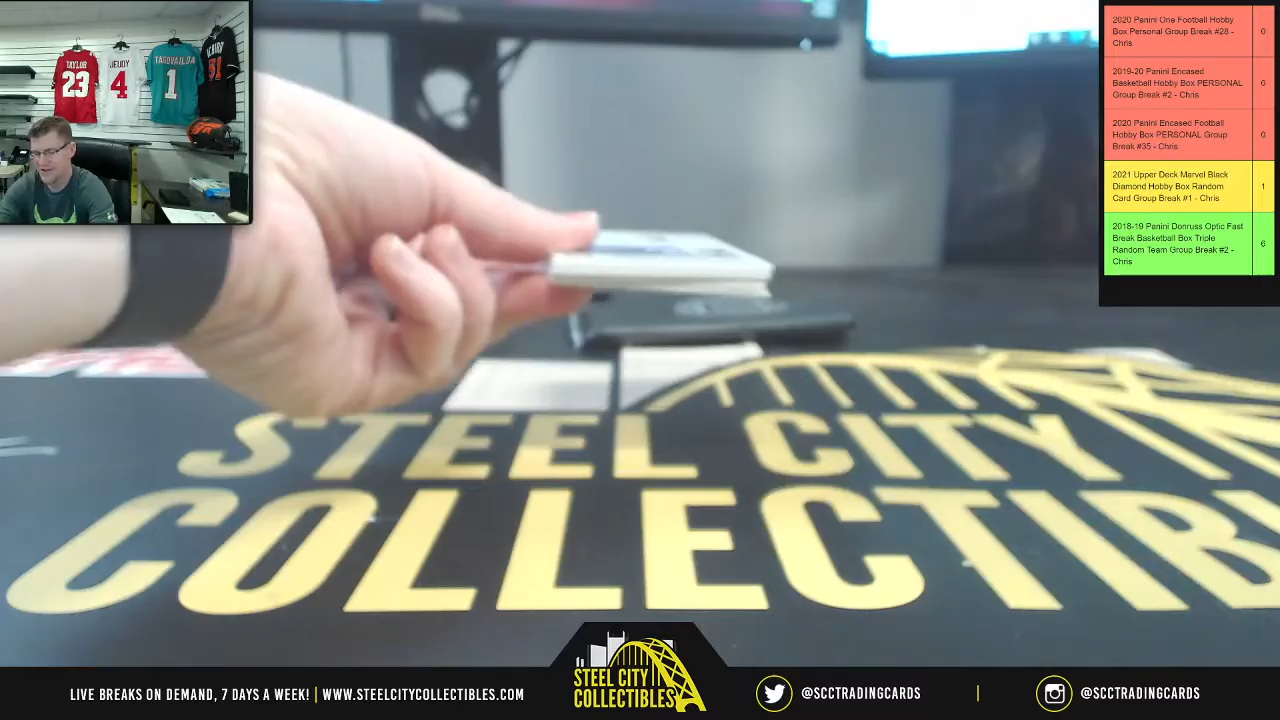 TAYLOR
23
JEUDY
4
TAGOVAILOA
1
2020 Panini One Football Hobby
Box Personal Group Break #28 -
Chris
0
2019-20 Panini Encased
Basketball Hobby Box PERSONAL
Group Break #2 - Chris
2020 Panini Encased Football
Hobby Box PERSONAL Group
Break #35 - Chris
0
2021 Upper Deck Marvel Black
Diamond Hobby Box Random
Card Group Break #1 - Chris
1
2018-19 Panini Donruss Optic Fast
Break Basketball Box Triple
Random Team Group Break #2 -
Chris
6
STEEL CITY
COLLECTIB
LIVE BREAKS ON DEMAND, 7 DAYS A WEEK! | WWW.STEELCITYCOLLECTIBLES.COM
STEEL CITY
COLLECTIBLES
@SCCTRADINGCARDS | @SCCTRADINGCARDS